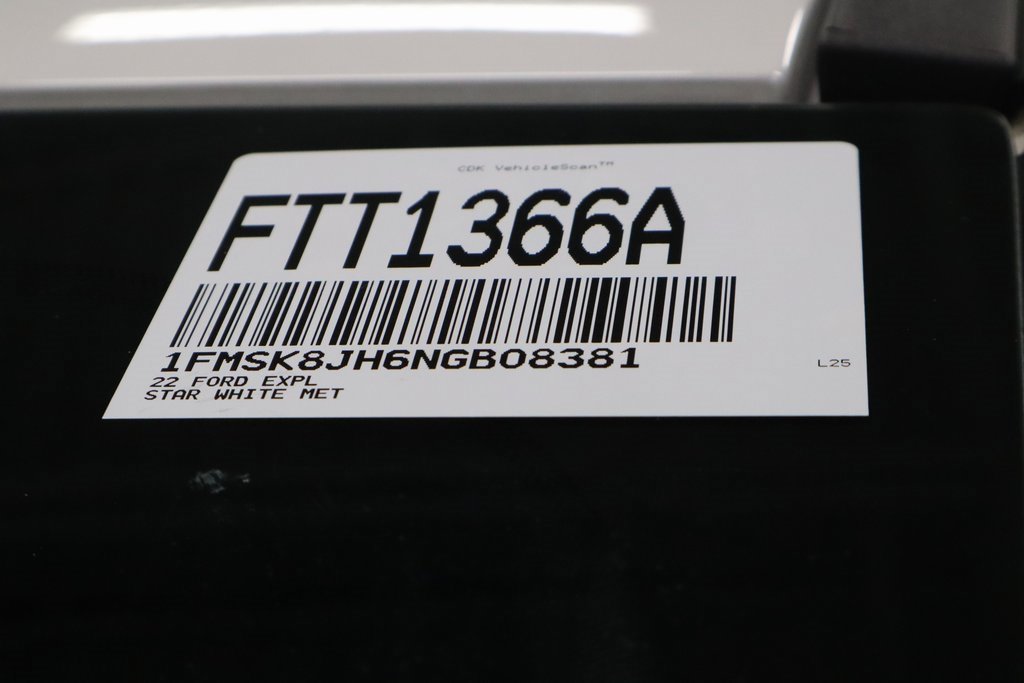 CDK VehicleScan™
FTT1366A
1FMSK8JH6NGB08381
22 FORD EXPL
STAR WHITE MET
L25